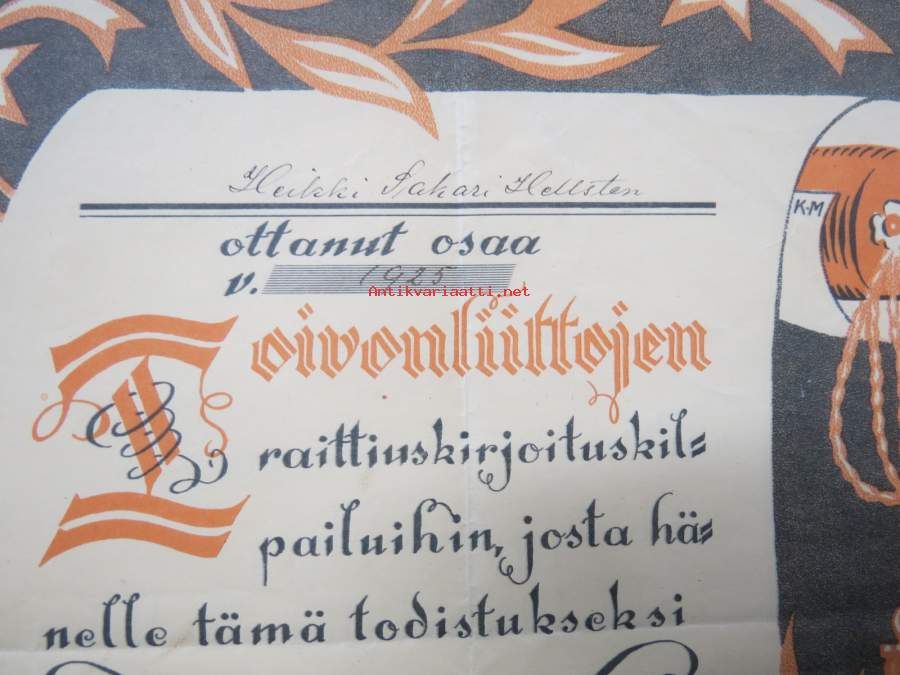 Heikki Sakari Hellsten
ottanut osaa
v. 1925
Antikvariaatti.net
Toivonliittojen
raittiuskirjoituskil=
pailuihin, josta hä=
nelle tämä todistukseksi
K·M